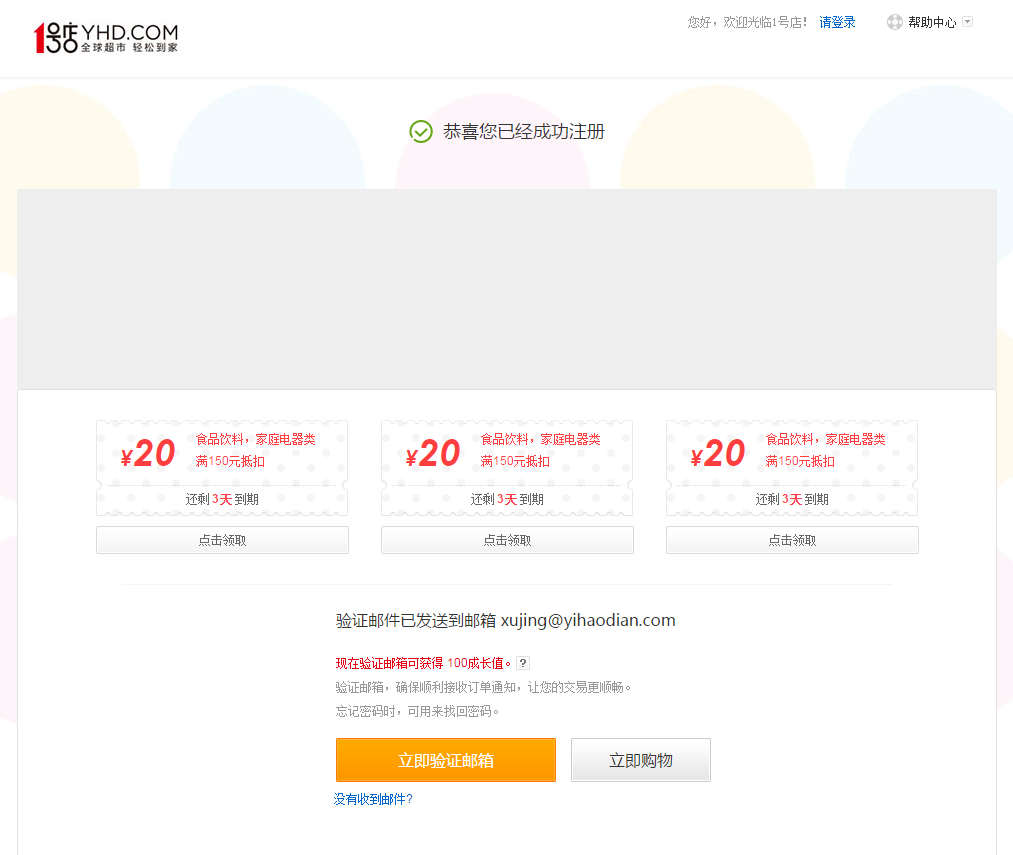 1号店 YHD.COM
全球超市 轻松到家
您好，欢迎光临1号店！ 请登录 帮助中心
恭喜您已经成功注册
¥20 食品饮料，家庭电器类 ¥20 食品饮料，家庭电器类 ¥20 食品饮料，家庭电器类
满150元抵扣 满150元抵扣 满150元抵扣
还剩3天到期 还剩3天到期 还剩3天到期
点击领取 点击领取 点击领取
验证邮件已发送到邮箱 xujing@yihaodian.com
现在验证邮箱可获得 100成长值。 ?
验证邮箱，确保顺利接收订单通知，让您的交易更顺畅。
忘记密码时，可用来找回密码。
立即验证邮箱 立即购物
没有收到邮件?